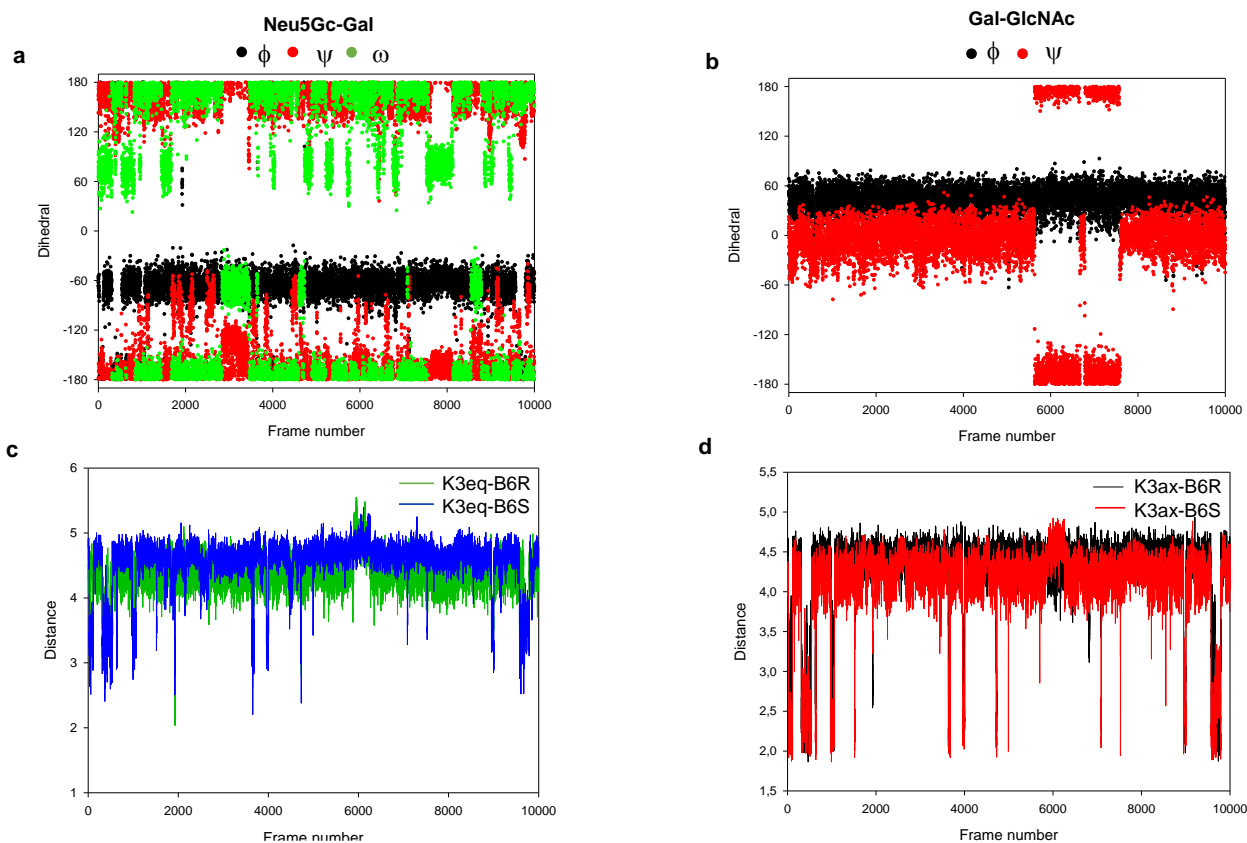 Neu5Gc-Gal
ϕ ψ ω
a
Dihedral
180
120
60
0
-60
-120
-180
0 2000 4000 6000 8000 10000
Frame number
Gal-GlcNAc
ϕ ψ
b
Dihedral
180
120
60
0
-60
-120
-180
0 2000 4000 6000 8000 10000
Frame number
c
Distance
6
5
4
3
2
1
K3eq-B6R
K3eq-B6S
0 2000 4000 6000 8000 10000
Frame number
d
Distance
5,5
5,0
4,5
4,0
3,5
3,0
2,5
2,0
1,5
K3ax-B6R
K3ax-B6S
0 2000 4000 6000 8000 10000
Frame number